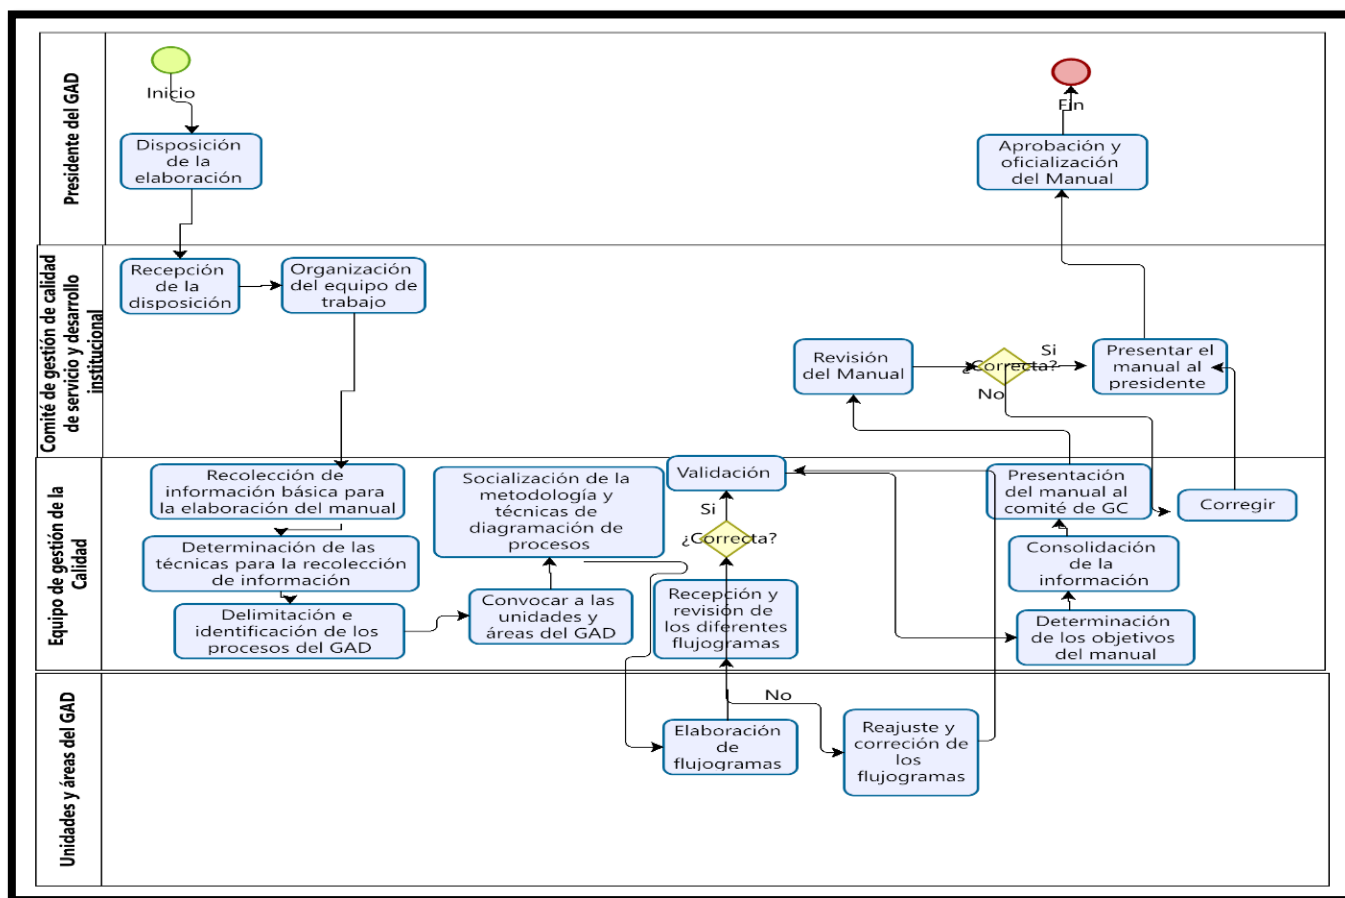 Presidente del GAD
Inicio
Disposición
de la
elaboración
Fin
Aprobación y
oficialización
del Manual
Comité de gestión de calidad
de servicio y desarrollo
institucional
Recepción
de la
disposición
Organización
del equipo de
trabajo
Revisión
del Manual
¿Correcta?
Si
No
Presentar el
manual al
presidente
Equipo de gestión de la
Calidad
Recolección de
información básica para
la elaboración del manual
Determinación de las
técnicas para la recolección
de información
Delimitación e
identificación de los
procesos del GAD
Socialización de la
metodología y
técnicas de
diagramación de
procesos
Convocar a las
unidades y
áreas del GAD
Validación
Si
¿Correcta?
Recepción y
revisión de
los diferentes
flujogramas
Presentación
del manual al
comité de GC
Consolidación
de la
información
Determinación
de los objetivos
del manual
Corregir
Unidades y áreas del GAD
No
Elaboración
de
flujogramas
Reajuste y
correción de
los
flujogramas